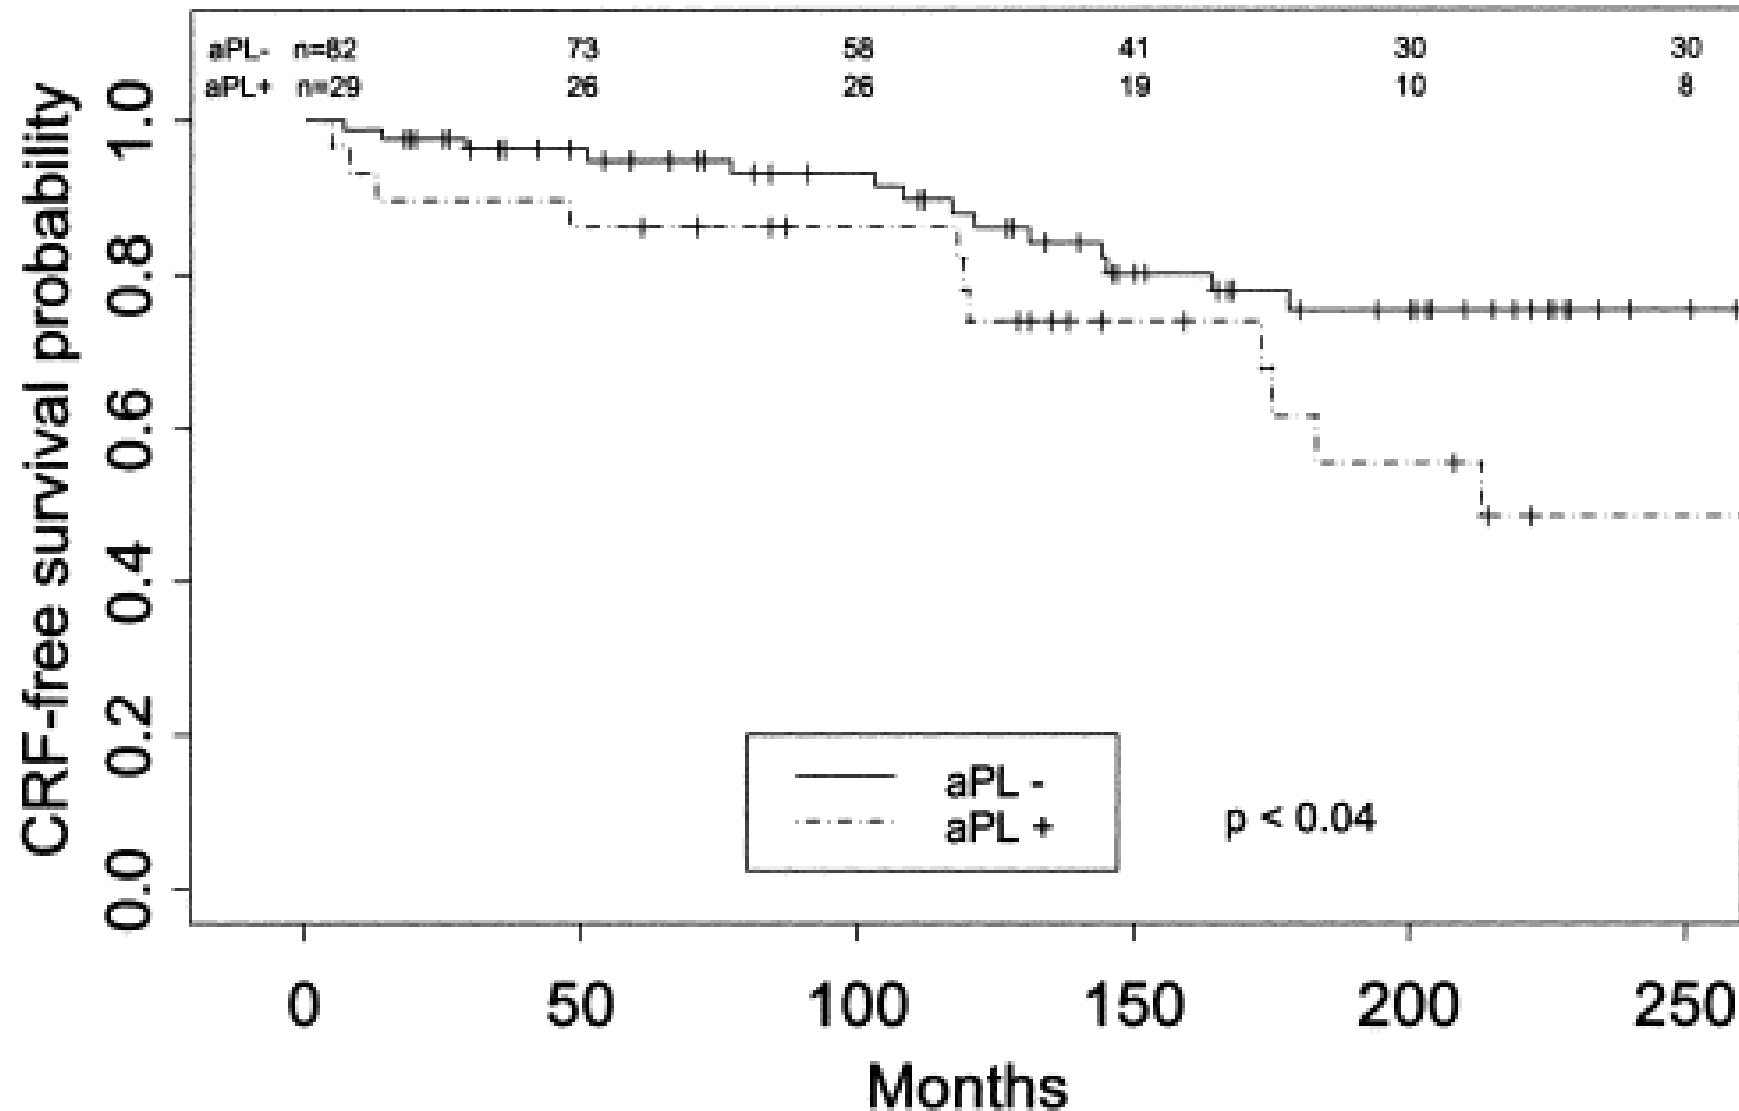 aPL- n=82 73 58 41 30 30
aPL+ n=29 26 26 19 10 8
CRF-free survival probability
1.0
0.8
0.6
0.4
0.2
0.0
aPL -
aPL +
p < 0.04
0 50 100 150 200 250
Months